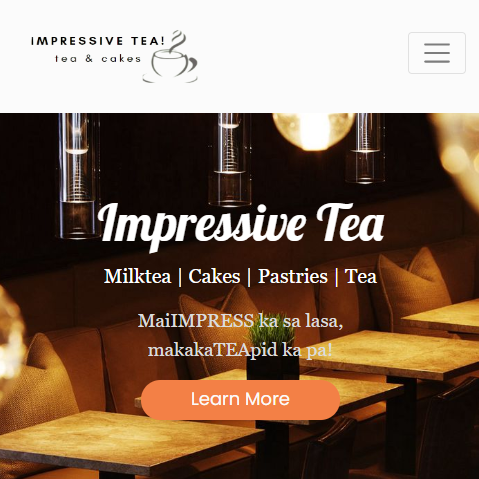 IMPRESSIVE TEA!
tea & cakes
Impressive Tea
Milktea | Cakes | Pastries | Tea
MaiIMPRESS ka sa lasa,
makakaTEApid ka pa!
Learn More